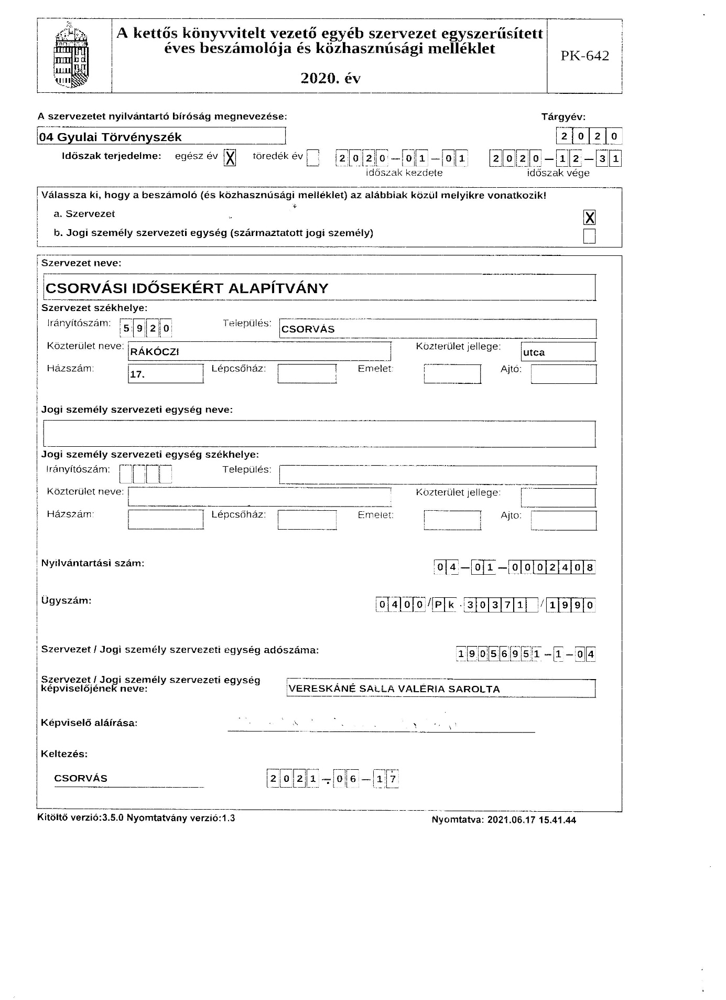 A kettős könyvvitelt vezető egyéb szervezet egyszerűsített
éves beszámolója és közhasznúsági melléklet
2020. év
PK-642
A szervezetet nyilvántartó bíróság megnevezése:
Tárgyév:
04 Gyulai Törvényszék
2020
Időszak terjedelme: egész év X töredék év 2020-01-01 2020-12-31
időszak kezdete időszak vége
Válassza ki, hogy a beszámoló (és közhasznúsági melléklet) az alábbiak közül melyikre vonatkozik!
a. Szervezet X
b. Jogi személy szervezeti egység (származtatott jogi személy)
Szervezet neve:
CSORVÁSI IDŐSEKÉRT ALAPÍTVÁNY
Szervezet székhelye:
Irányítószám: 5920 Település: CSORVÁS
Közterület neve: RÁKÓCZI Közterület jellege: utca
Házszám: 17. Lépcsőház: Emelet: Ajtó:
Jogi személy szervezeti egység neve:
Jogi személy szervezeti egység székhelye:
Irányítószám: Település:
Közterület neve: Közterület jellege:
Házszám: Lépcsőház: Emelet: Ajto:
Nyilvántartási szám: 04-01-0002408
Ügyszám: 0400/Pk.30371/1990
Szervezet / Jogi személy szervezeti egység adószáma: 19056951-1-04
Szervezet / Jogi személy szervezeti egység
képviselőjének neve: VERESKÁNÉ SALLA VALÉRIA SAROLTA
Képviselő aláírása:
Keltezés:
CSORVÁS 2021-06-17
Kitöltő verzió:3.5.0 Nyomtatvány verzió:1.3 Nyomtatva: 2021.06.17 15.41.44